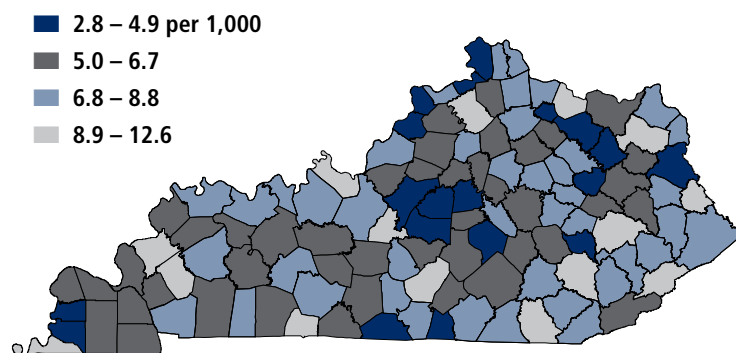 2.8 – 4.9 per 1,000
5.0 – 6.7
6.8 – 8.8
8.9 – 12.6